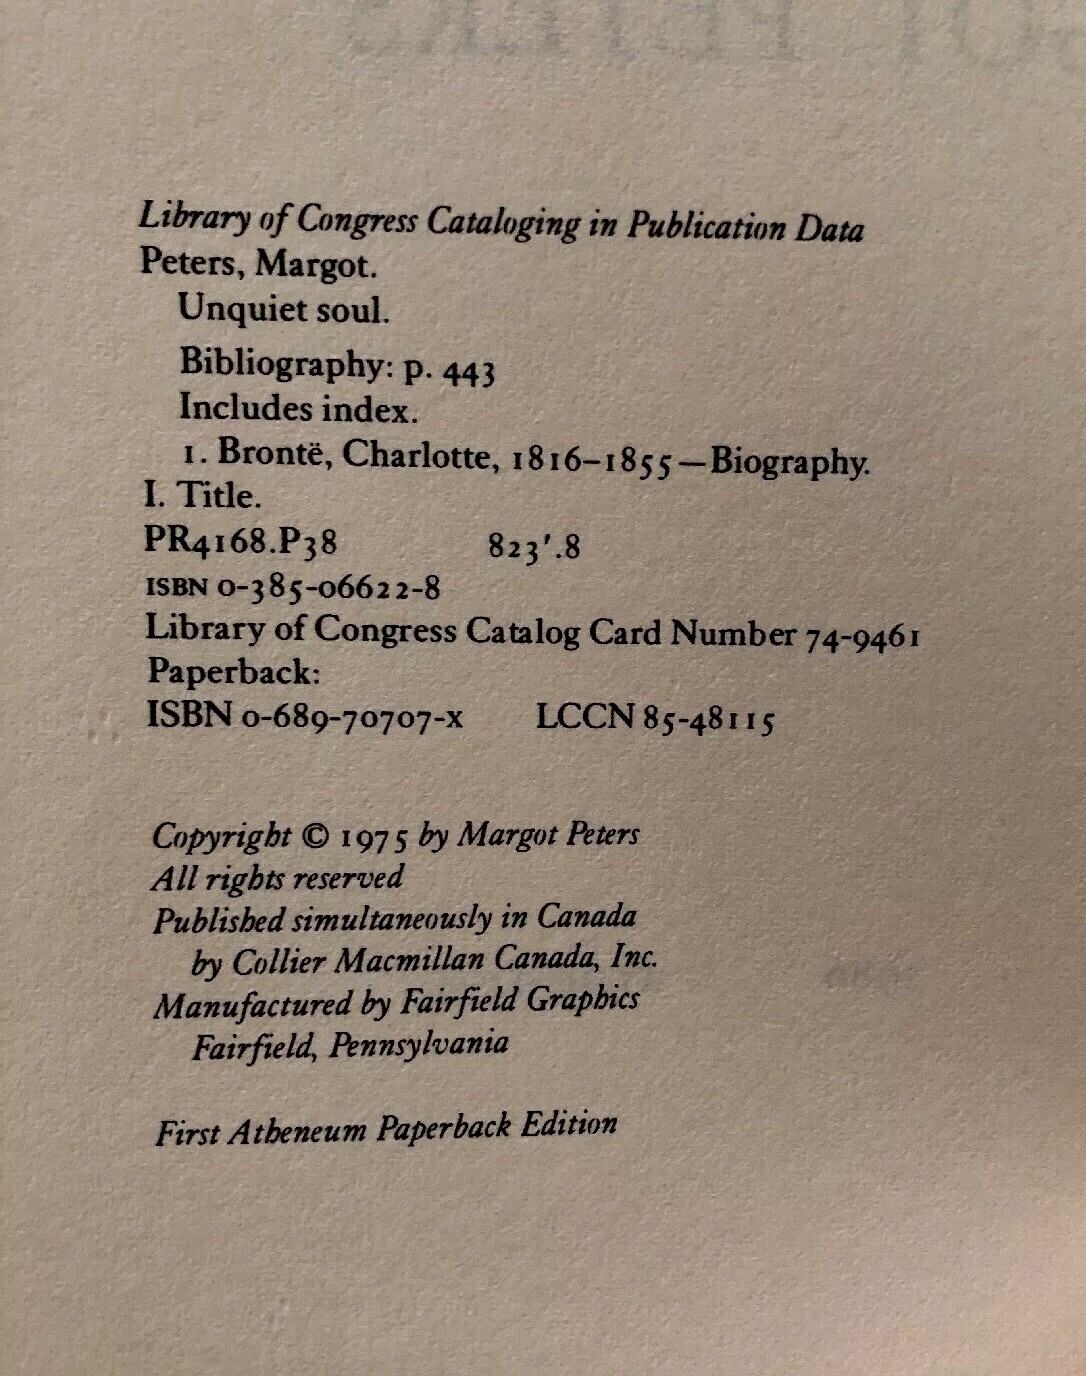 Library of Congress Cataloging in Publication Data
Peters, Margot.
Unquiet soul.
Bibliography: p. 443
Includes index.
1. Brontë, Charlotte, 1816–1855—Biography.
I. Title.
PR4168.P38 823'.8
ISBN 0-385-06622-8
Library of Congress Catalog Card Number 74-9461
Paperback:
ISBN 0-689-70707-x LCCN 85-48115
Copyright © 1975 by Margot Peters
All rights reserved
Published simultaneously in Canada
by Collier Macmillan Canada, Inc.
Manufactured by Fairfield Graphics
Fairfield, Pennsylvania
First Atheneum Paperback Edition